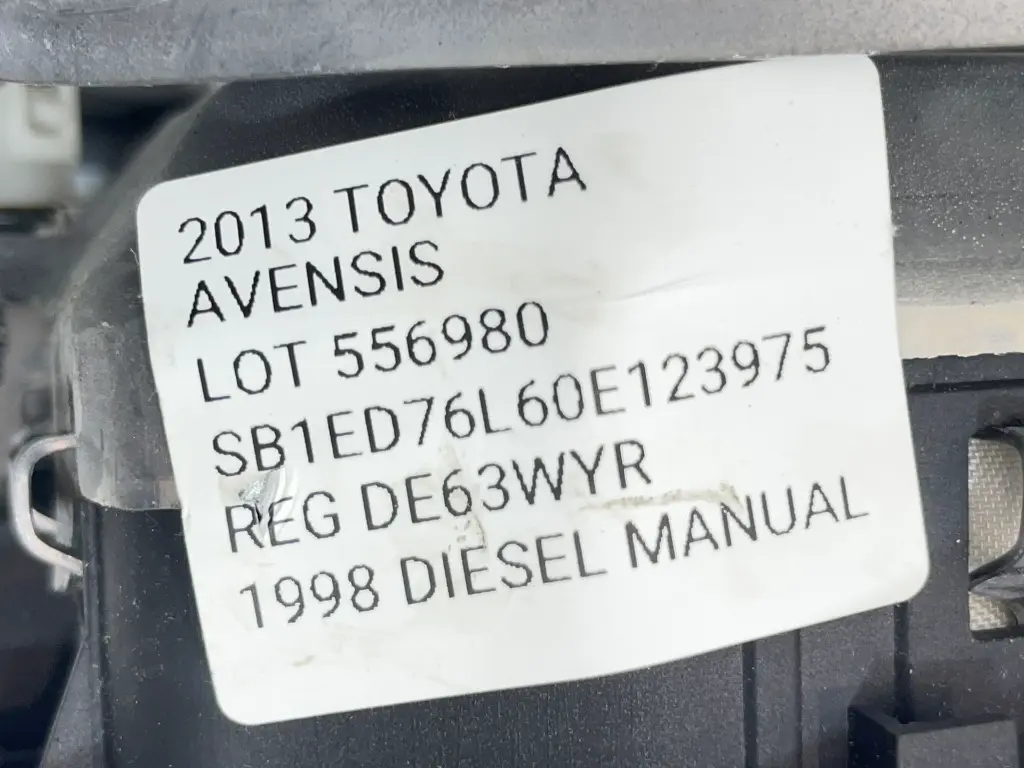 2013 TOYOTA
AVENSIS
LOT 556980
SB1ED76L60E123975
REG DE63WYR
1998 DIESEL MANUAL